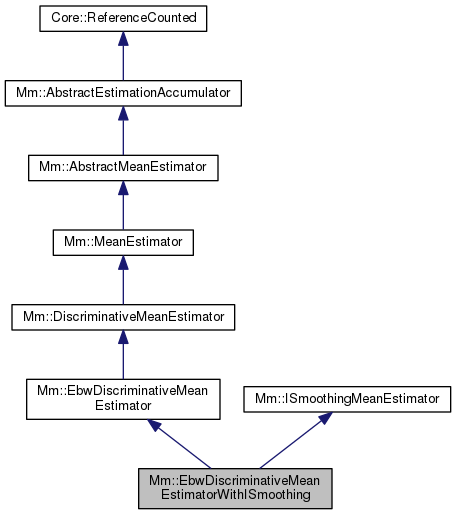 Core::ReferenceCounted
Mm::AbstractEstimationAccumulator
Mm::AbstractMeanEstimator
Mm::MeanEstimator
Mm::DiscriminativeMeanEstimator
Mm::EbwDiscriminativeMean
Estimator
Mm::ISmoothingMeanEstimator
Mm::EbwDiscriminativeMean
EstimatorWithISmoothing